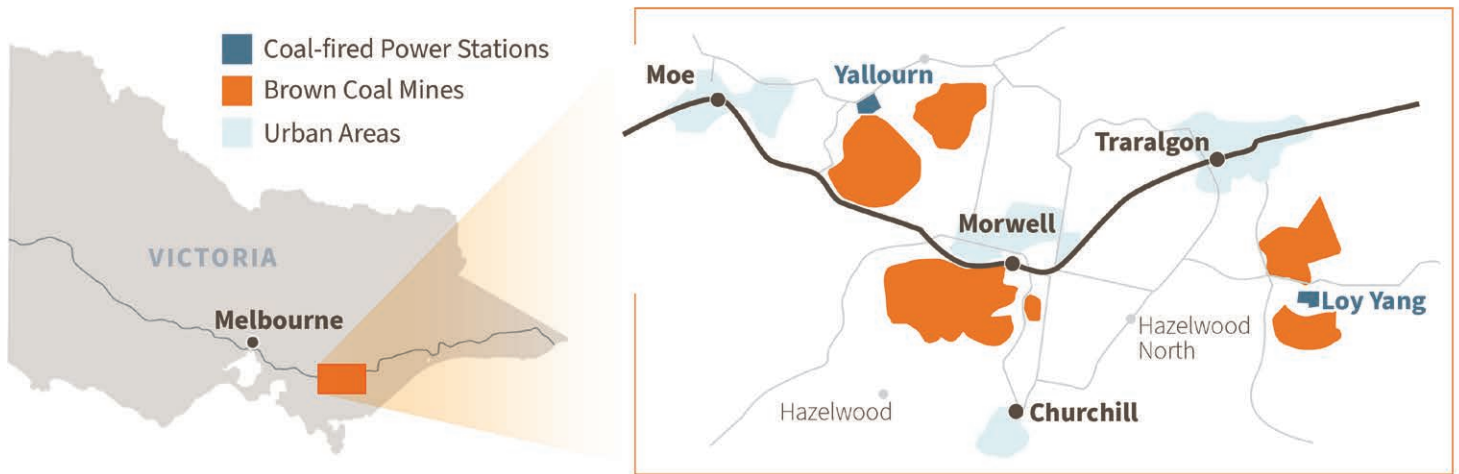 Coal-fired Power Stations
Brown Coal Mines
Urban Areas
VICTORIA
Melbourne
Moe
Yallourn
Traralgon
Morwell
Loy Yang
Hazelwood
North
Hazelwood
Churchill